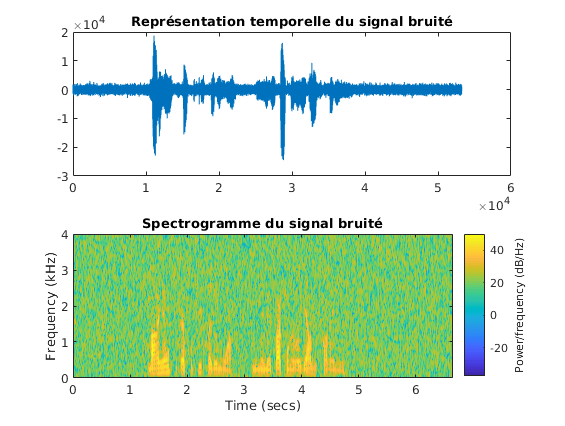 Représentation temporelle du signal bruité
×10⁴
2
1
0
-1
-2
-3
0 1 2 3 4 5 6
×10⁴
Spectrogramme du signal bruité
Frequency (kHz)
4
3
2
1
0
0 1 2 3 4 5 6
Time (secs)
40
20
0
-20
Power/frequency (dB/Hz)